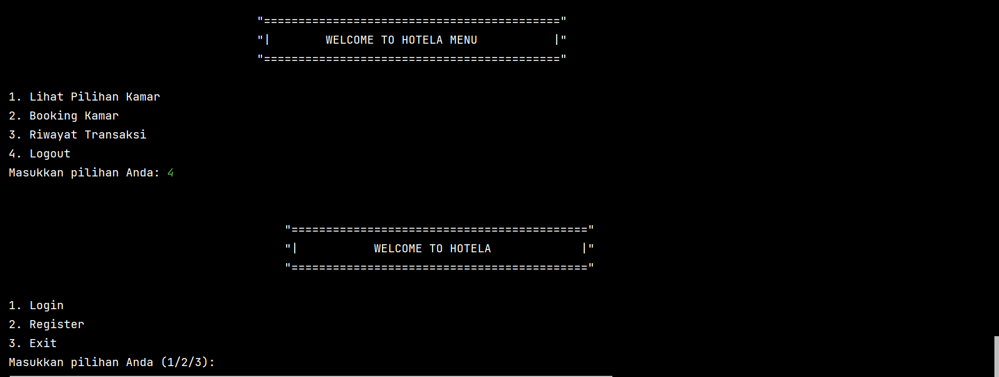 "==========================================="
"|        WELCOME TO HOTELA MENU           |"
"==========================================="
1. Lihat Pilihan Kamar
2. Booking Kamar
3. Riwayat Transaksi
4. Logout
Masukkan pilihan Anda: 4
"==========================================="
"|           WELCOME TO HOTELA             |"
"==========================================="
1. Login
2. Register
3. Exit
Masukkan pilihan Anda (1/2/3):